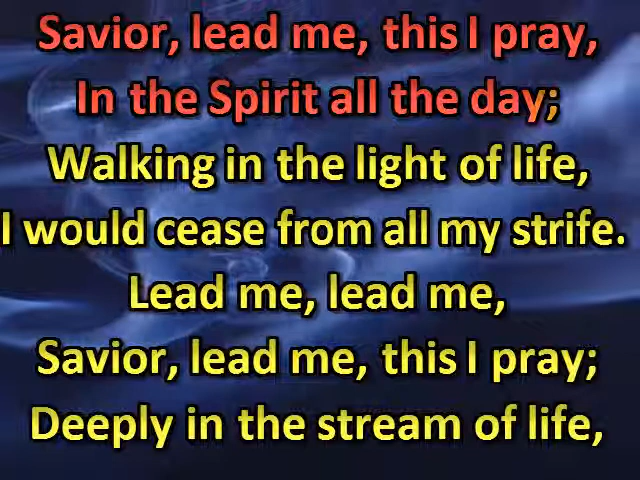 Savior, lead me, this I pray,
In the Spirit all the day;
Walking in the light of life,
I would cease from all my strife.
Lead me, lead me,
Savior, lead me, this I pray;
Deeply in the stream of life,